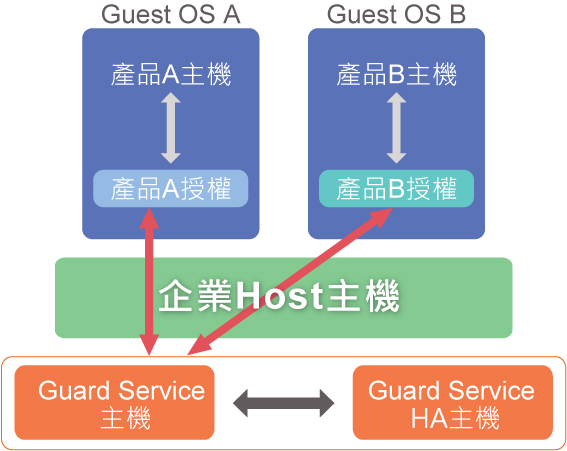 Guest OS A
Guest OS B
產品A主機
產品B主機
產品A授權
產品B授權
企業Host主機
Guard Service
主機
Guard Service
HA主機